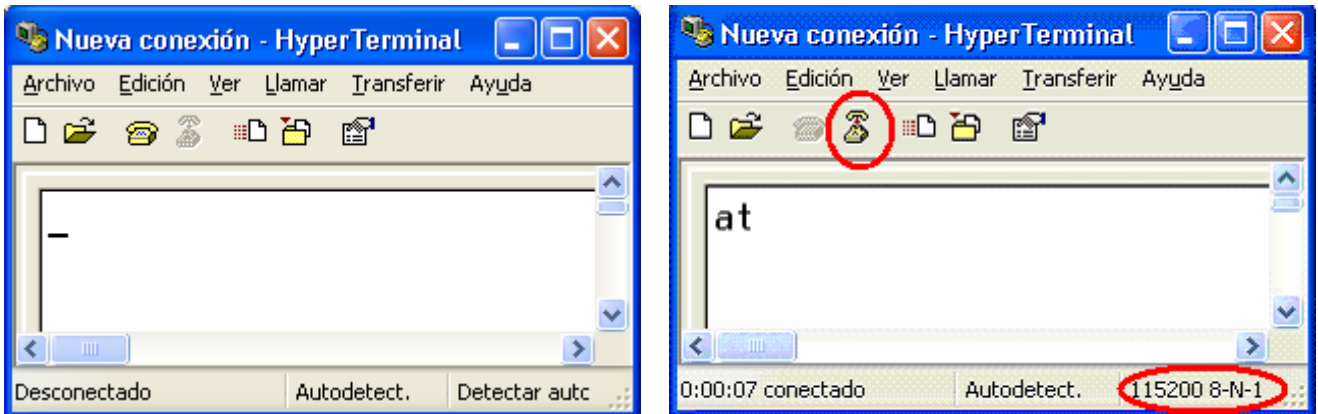 Nueva conexión - HyperTerminal
Archivo Edición Ver Llamar Transferir Ayuda
Desconectado Autodetect. Detectar autc
Nueva conexión - HyperTerminal
Archivo Edición Ver Llamar Transferir Ayuda
at
0:00:07 conectado Autodetect. 115200 8-N-1